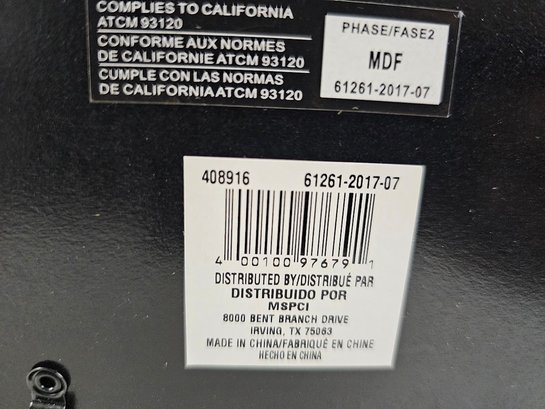 COMPLIES TO CALIFORNIA
ATCM 93120
CONFORME AUX NORMES
DE CALIFORNIE ATCM 93120
CUMPLE CON LAS NORMAS
DE CALIFORNIA ATCM 93120
PHASE/FASE2
MDF
61261-2017-07
408916 61261-2017-07
4 00100 97679 1
DISTRIBUTED BY/DISTRIBUÉ PAR
DISTRIBUIDO POR
MSPCI
8000 BENT BRANCH DRIVE
IRVING, TX 75063
MADE IN CHINA/FABRIQUÉ EN CHINE
HECHO EN CHINA